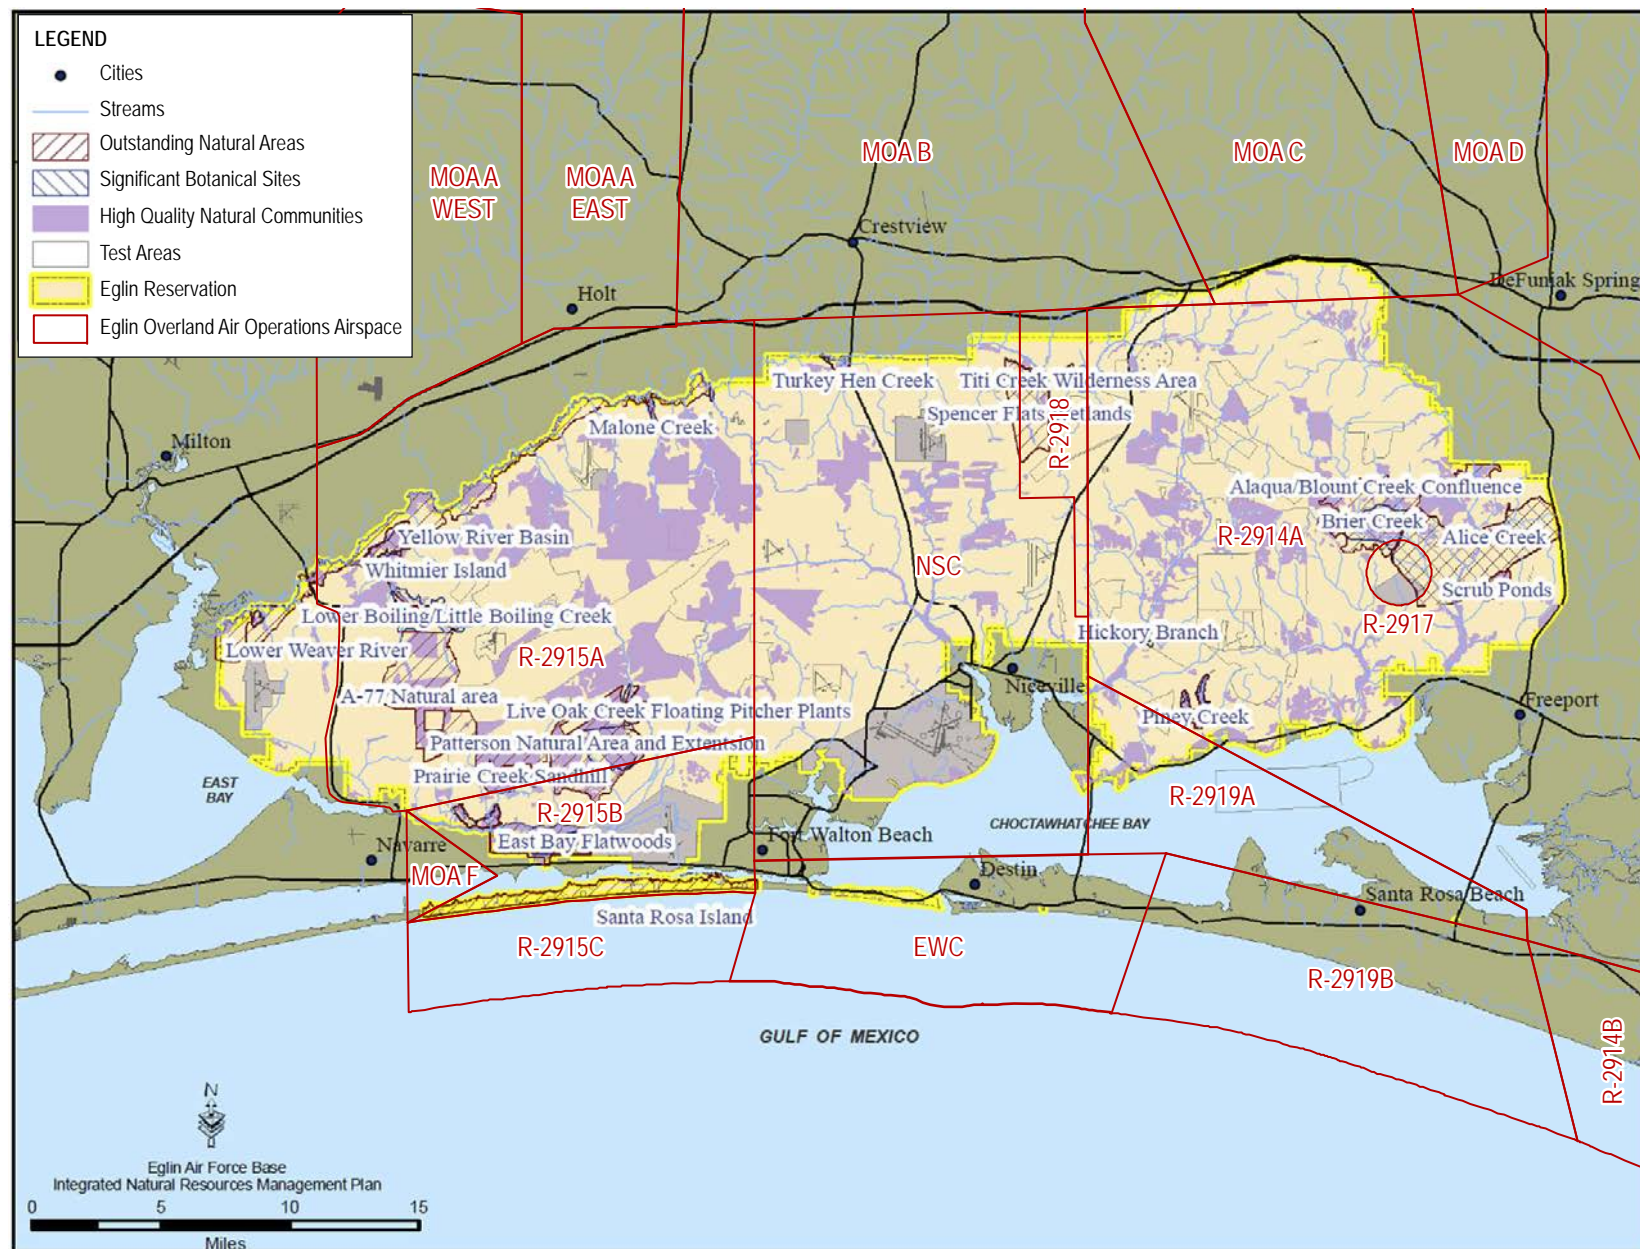 LEGEND
Cities
Streams
Outstanding Natural Areas
Significant Botanical Sites
High Quality Natural Communities
Test Areas
Eglin Reservation
Eglin Overland Air Operations Airspace
MOA A
WEST
MOA A
EAST
MOA B
MOA C
MOA D
Crestview
Holt
DeFuniak Spring
Milton
Turkey Hen Creek
Titi Creek Wilderness Area
Malone Creek
Spencer Flats Wetlands
R-2918
Alaqua/Blount Creek Confluence
Brier Creek
R-2914A
Alice Creek
Yellow River Basin
NSC
Whitmier Island
Scrub Ponds
Lower Boiling/Little Boiling Creek
R-2917
Hickory Branch
Lower Weaver River
R-2915A
Niceville
A-77 Natural area
Freeport
Live Oak Creek Floating Pitcher Plants
Piney Creek
Patterson Natural Area and Extentsion
Prairie Creek Sandhill
EAST
BAY
R-2919A
R-2915B
CHOCTAWHATCHEE BAY
East Bay Flatwoods
Fort Walton Beach
Navarre
MOA F
Destin
Santa Rosa Beach
Santa Rosa Island
R-2915C
EWC
R-2919B
GULF OF MEXICO
R-2914B
N
Eglin Air Force Base
Integrated Natural Resources Management Plan
0 5 10 15
Miles